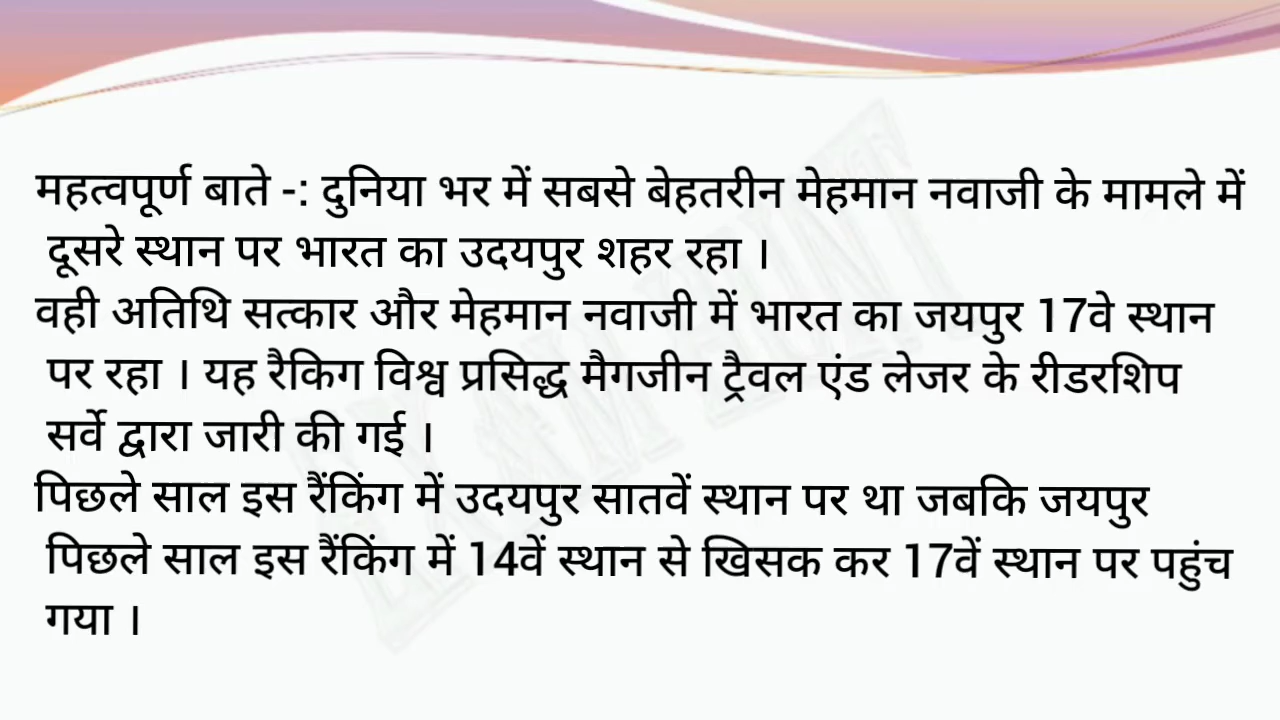 महत्वपूर्ण बाते -: दुनिया भर में सबसे बेहतरीन मेहमान नवाजी के मामले में
दूसरे स्थान पर भारत का उदयपुर शहर रहा ।
वही अतिथि सत्कार और मेहमान नवाजी में भारत का जयपुर 17वे स्थान
पर रहा । यह रैकिग विश्व प्रसिद्ध मैगजीन ट्रैवल एंड लेजर के रीडरशिप
सर्वे द्वारा जारी की गई ।
पिछले साल इस रैंकिंग में उदयपुर सातवें स्थान पर था जबकि जयपुर
पिछले साल इस रैंकिंग में 14वें स्थान से खिसक कर 17वें स्थान पर पहुंच
गया ।